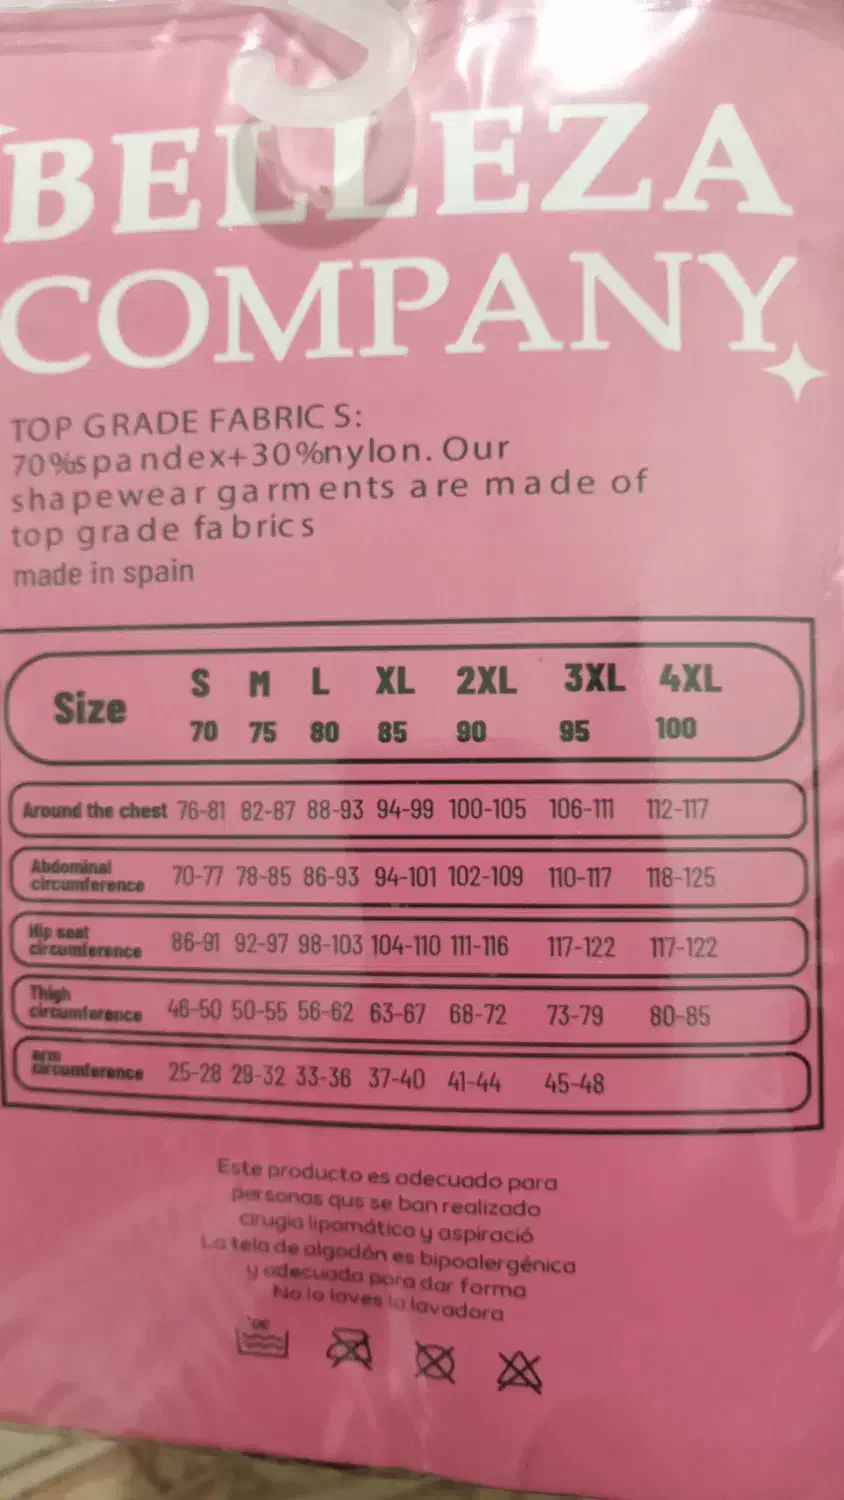 BELLEZA
COMPANY
TOP GRADE FABRIC S:
70%spandex+30%nylon. Our
shapewear garments are made of
top grade fabrics
made in spain
Size S M L XL 2XL 3XL 4XL
70 75 80 85 90 95 100
Around the chest 76-81 82-87 88-93 94-99 100-105 106-111 112-117
Abdominal
circumference 70-77 78-85 86-93 94-101 102-109 110-117 118-125
Hip seat
circumference 86-91 92-97 98-103 104-110 111-116 117-122 117-122
Thigh
circumference 46-50 50-55 56-62 63-67 68-72 73-79 80-85
arm
circumference 25-28 29-32 33-36 37-40 41-44 45-48
Este producto es adecuado para
personas qus se ban realizado
cirugia lipomática y aspiració
La tela de algodón es bipoalergénica
y adecuada para dar forma
No lo laves la lavadora